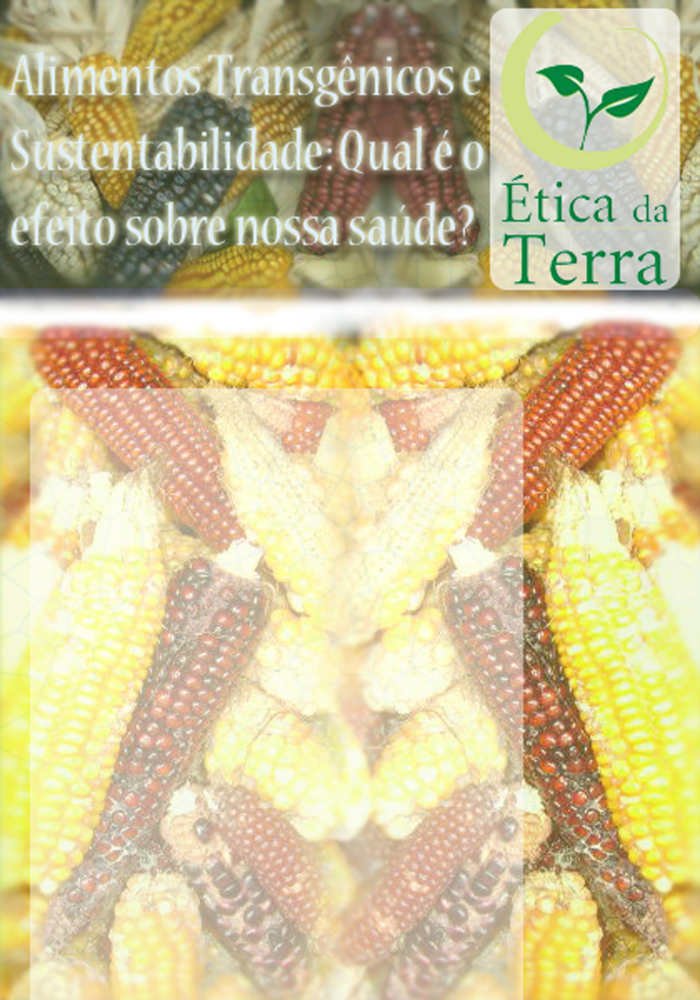 Alimentos Transgênicos e
Sustentabilidade: Qual é o
efeito sobre nossa saúde?
Ética da
Terra